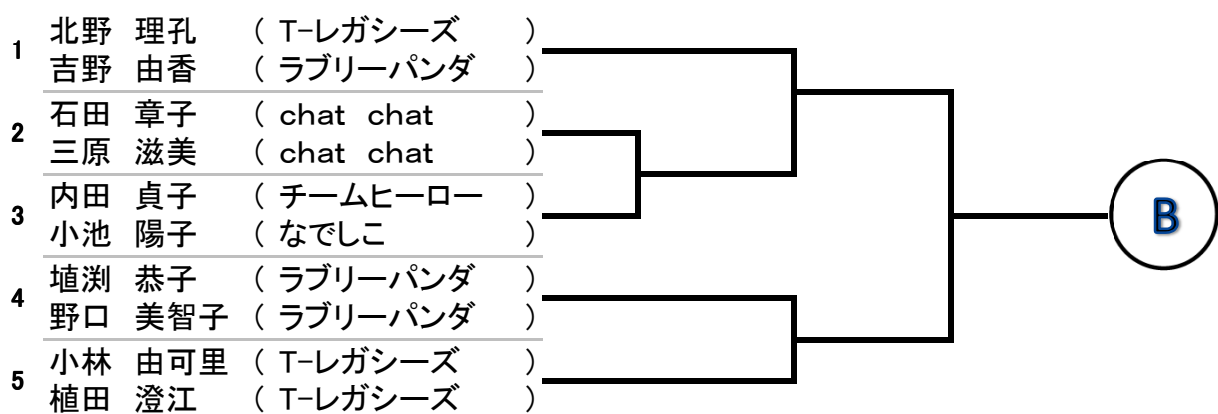 1 北野 理孔 ( T-レガシーズ )
吉野 由香 ( ラブリーパンダ )
2 石田 章子 ( chat chat )
三原 滋美 ( chat chat )
3 内田 貞子 ( チームヒーロー )
小池 陽子 ( なでしこ )
4 埴渕 恭子 ( ラブリーパンダ )
野口 美智子 ( ラブリーパンダ )
5 小林 由可里 ( T-レガシーズ )
植田 澄江 ( T-レガシーズ )
B